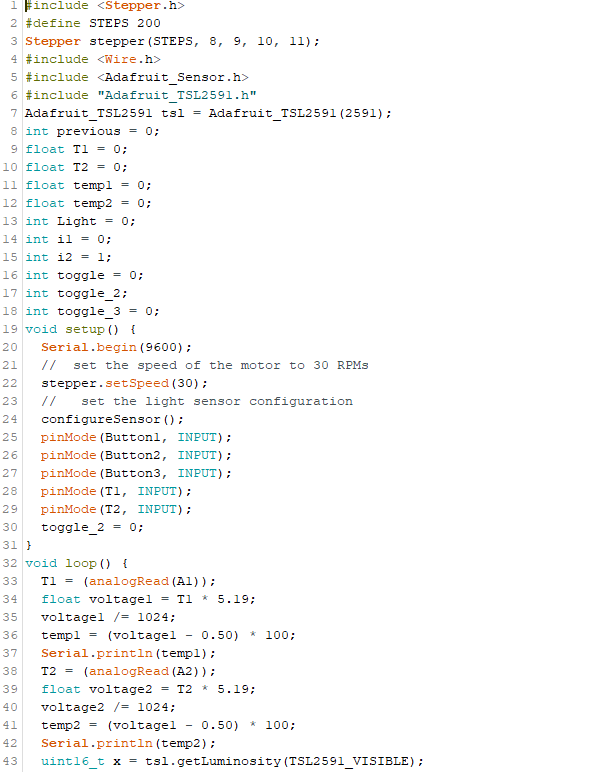 1 #include <Stepper.h>
2 #define STEPS 200
3 Stepper stepper(STEPS, 8, 9, 10, 11);
4 #include <Wire.h>
5 #include <Adafruit_Sensor.h>
6 #include "Adafruit_TSL2591.h"
7 Adafruit_TSL2591 tsl = Adafruit_TSL2591(2591);
8 int previous = 0;
9 float T1 = 0;
10 float T2 = 0;
11 float temp1 = 0;
12 float temp2 = 0;
13 int Light = 0;
14 int i1 = 0;
15 int i2 = 1;
16 int toggle = 0;
17 int toggle_2;
18 int toggle_3 = 0;
19 void setup() {
20 Serial.begin(9600);
21 // set the speed of the motor to 30 RPMs
22 stepper.setSpeed(30);
23 // set the light sensor configuration
24 configureSensor();
25 pinMode(Button1, INPUT);
26 pinMode(Button2, INPUT);
27 pinMode(Button3, INPUT);
28 pinMode(T1, INPUT);
29 pinMode(T2, INPUT);
30 toggle_2 = 0;
31 }
32 void loop() {
33 T1 = (analogRead(A1));
34 float voltage1 = T1 * 5.19;
35 voltage1 /= 1024;
36 temp1 = (voltage1 - 0.50) * 100;
37 Serial.println(temp1);
38 T2 = (analogRead(A2));
39 float voltage2 = T2 * 5.19;
40 voltage2 /= 1024;
41 temp2 = (voltage1 - 0.50) * 100;
42 Serial.println(temp2);
43 uint16_t x = tsl.getLuminosity(TSL2591_VISIBLE);